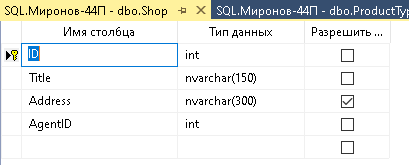 SQL.Миронов-44П - dbo.Shop SQL.Миронов-44П - dbo.ProductTyp
Имя столбца Тип данных Разрешить ...
ID int
Title nvarchar(150)
Address nvarchar(300)
AgentID int